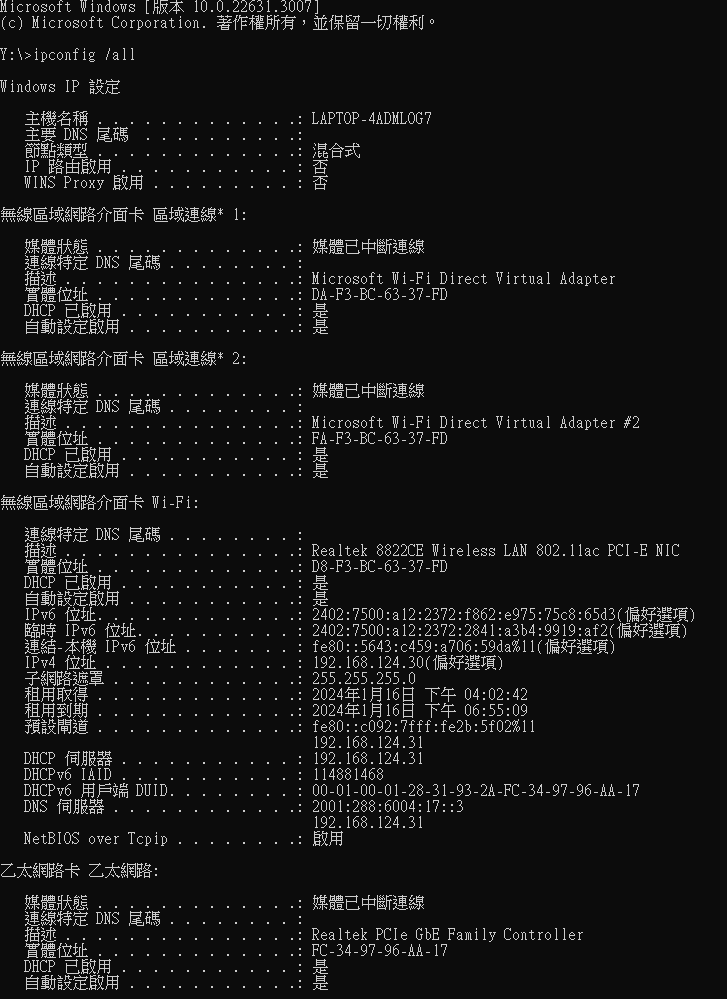 Microsoft Windows [版本 10.0.22631.3007]
(c) Microsoft Corporation. 著作權所有，並保留一切權利。
Y:\>ipconfig /all
Windows IP 設定
主機名稱 . . . . . . . . . . . . .: LAPTOP-4ADMLOG7
主要 DNS 尾碼 . . . . . . . . . .:
節點類型 . . . . . . . . . . . . .: 混合式
IP 路由啟用 . . . . . . . . . . . .: 否
WINS Proxy 啟用 . . . . . . . . . .: 否
無線區域網路介面卡 區域連線* 1:
媒體狀態 . . . . . . . . . . . . .: 媒體已中斷連線
連線特定 DNS 尾碼 . . . . . . . . .:
描述 . . . . . . . . . . . . . . .: Microsoft Wi-Fi Direct Virtual Adapter
實體位址 . . . . . . . . . . . . .: DA-F3-BC-63-37-FD
DHCP 已啟用 . . . . . . . . . . . .: 是
自動設定啟用 . . . . . . . . . . .: 是
無線區域網路介面卡 區域連線* 2:
媒體狀態 . . . . . . . . . . . . .: 媒體已中斷連線
連線特定 DNS 尾碼 . . . . . . . . .:
描述 . . . . . . . . . . . . . . .: Microsoft Wi-Fi Direct Virtual Adapter #2
實體位址 . . . . . . . . . . . . .: FA-F3-BC-63-37-FD
DHCP 已啟用 . . . . . . . . . . . .: 是
自動設定啟用 . . . . . . . . . . .: 是
無線區域網路介面卡 Wi-Fi:
連線特定 DNS 尾碼 . . . . . . . . .:
描述 . . . . . . . . . . . . . . .: Realtek 8822CE Wireless LAN 802.11ac PCI-E NIC
實體位址 . . . . . . . . . . . . .: D8-F3-BC-63-37-FD
DHCP 已啟用 . . . . . . . . . . . .: 是
自動設定啟用 . . . . . . . . . . .: 是
IPv6 位址. . . . . . . . . . . . .: 2402:7500:a12:2372:f862:e975:75c8:65d3(偏好選項)
臨時 IPv6 位址. . . . . . . . . . .: 2402:7500:a12:2372:2841:a3b4:9919:af2(偏好選項)
連結-本機 IPv6 位址 . . . . . . . .: fe80::5643:c459:a706:59da%11(偏好選項)
IPv4 位址 . . . . . . . . . . . . .: 192.168.124.30(偏好選項)
子網路遮罩 . . . . . . . . . . . .: 255.255.255.0
租用取得 . . . . . . . . . . . . .: 2024年1月16日 下午 04:02:42
租用到期 . . . . . . . . . . . . .: 2024年1月16日 下午 06:55:09
預設閘道 . . . . . . . . . . . . .: fe80::c092:7fff:fe2b:5f02%11
192.168.124.31
DHCP 伺服器 . . . . . . . . . . . .: 192.168.124.31
DHCPv6 IAID . . . . . . . . . . . .: 114881468
DHCPv6 用戶端 DUID. . . . . . . . .: 00-01-00-01-28-31-93-2A-FC-34-97-96-AA-17
DNS 伺服器 . . . . . . . . . . . .: 2001:288:6004:17::3
192.168.124.31
NetBIOS over Tcpip . . . . . . . .: 啟用
乙太網路卡 乙太網路:
媒體狀態 . . . . . . . . . . . . .: 媒體已中斷連線
連線特定 DNS 尾碼 . . . . . . . . .:
描述 . . . . . . . . . . . . . . .: Realtek PCIe GbE Family Controller
實體位址 . . . . . . . . . . . . .: FC-34-97-96-AA-17
DHCP 已啟用 . . . . . . . . . . . .: 是
自動設定啟用 . . . . . . . . . . .: 是